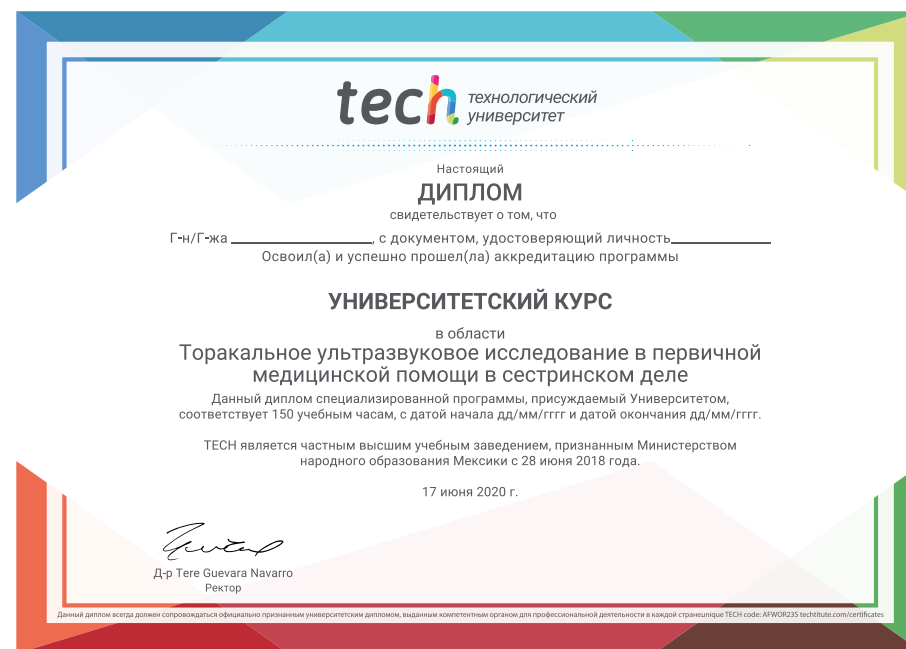 tech технологический
университет
Настоящий
ДИПЛОМ
свидетельствует о том, что
Г-н/Г-жа ____________, с документом, удостоверяющий личность____________
Освоил(а) и успешно прошел(ла) аккредитацию программы
УНИВЕРСИТЕТСКИЙ КУРС
в области
Торакальное ультразвуковое исследование в первичной
медицинской помощи в сестринском деле
Данный диплом специализированной программы, присуждаемый Университетом,
соответствует 150 учебным часам, с датой начала дд/мм/гггг и датой окончания дд/мм/гггг.
TECH является частным высшим учебным заведением, признанным Министерством
народного образования Мексики с 28 июня 2018 года.
17 июня 2020 г.
Д-р Tere Guevara Navarro
Ректор
Данный диплом всегда должен сопровождаться официально признанным университетским дипломом, выданным компетентным органом для профессиональной деятельности в каждой странеunique TECH code: AFWOR23S techtitute.com/certificates